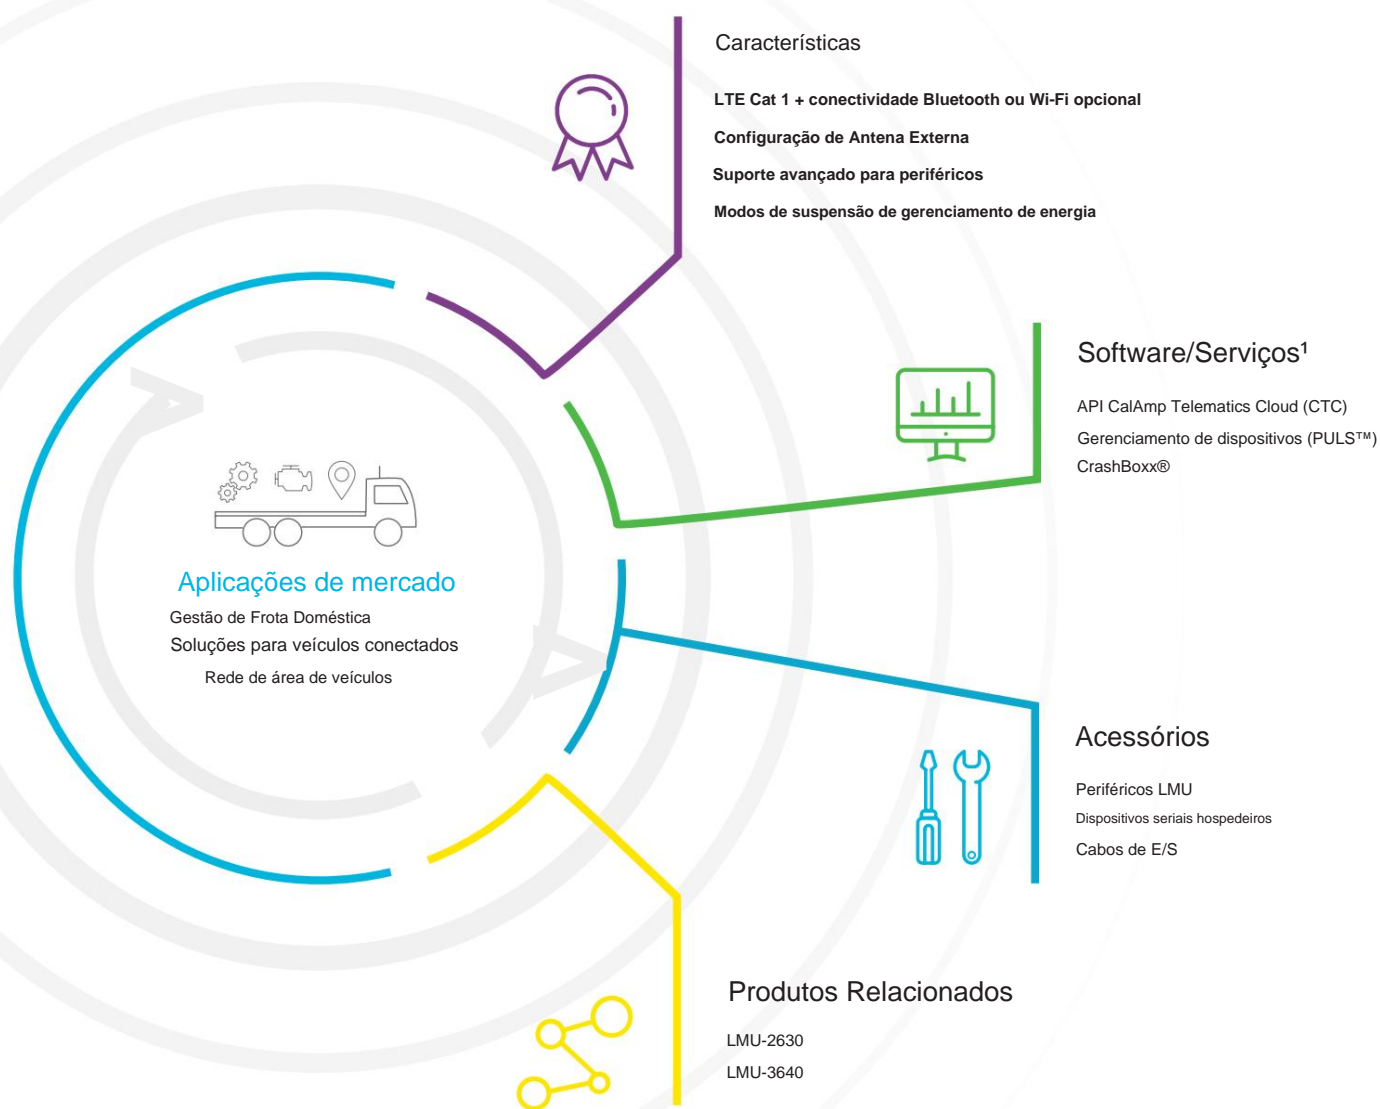 Características
LTE Cat 1 + conectividade Bluetooth ou Wi-Fi opcional
Configuração de Antena Externa
Suporte avançado para periféricos
Modos de suspensão de gerenciamento de energia
Software/Serviços¹
API CalAmp Telematics Cloud (CTC)
Gerenciamento de dispositivos (PULS™)
CrashBoxx®
Aplicações de mercado
Gestão de Frota Doméstica
Soluções para veículos conectados
Rede de área de veículos
Acessórios
Periféricos LMU
Dispositivos seriais hospedeiros
Cabos de E/S
Produtos Relacionados
LMU-2630
LMU-3640